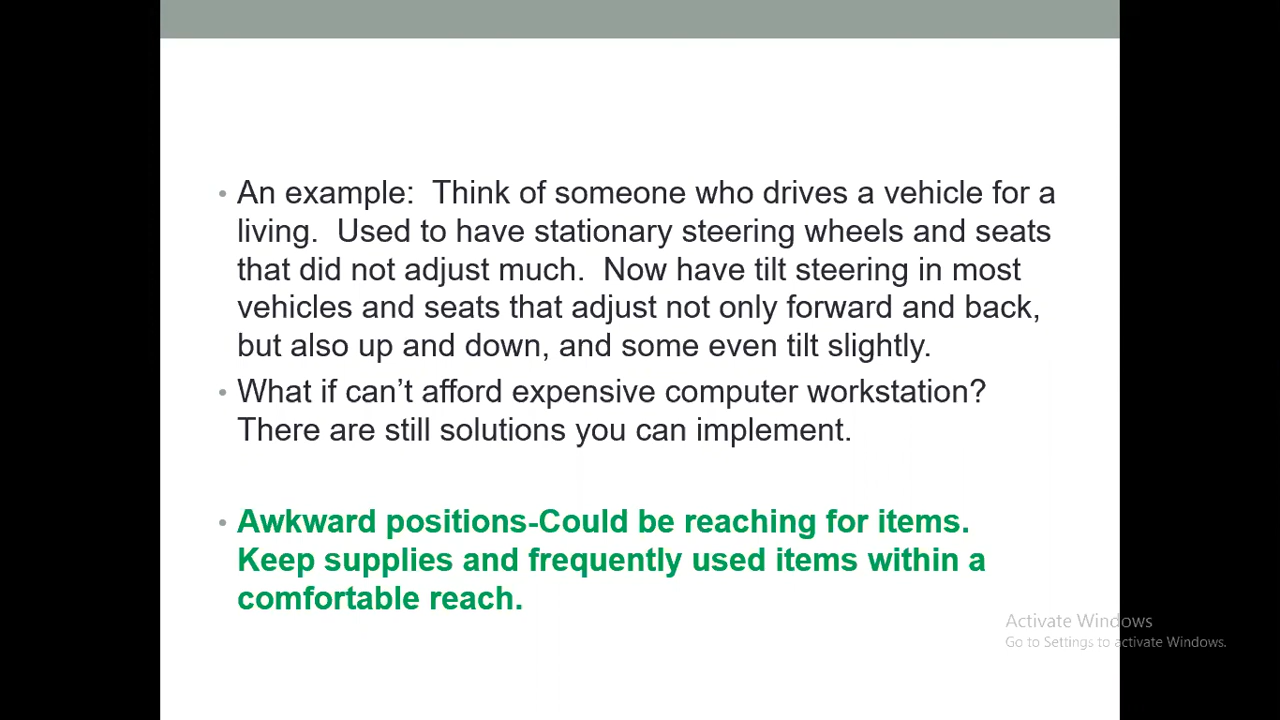 • An example:  Think of someone who drives a vehicle for a
living.  Used to have stationary steering wheels and seats
that did not adjust much.  Now have tilt steering in most
vehicles and seats that adjust not only forward and back,
but also up and down, and some even tilt slightly.
• What if can’t afford expensive computer workstation?
There are still solutions you can implement.
• Awkward positions-Could be reaching for items.
Keep supplies and frequently used items within a
comfortable reach.
Activate Windows
Go to Settings to activate Windows.